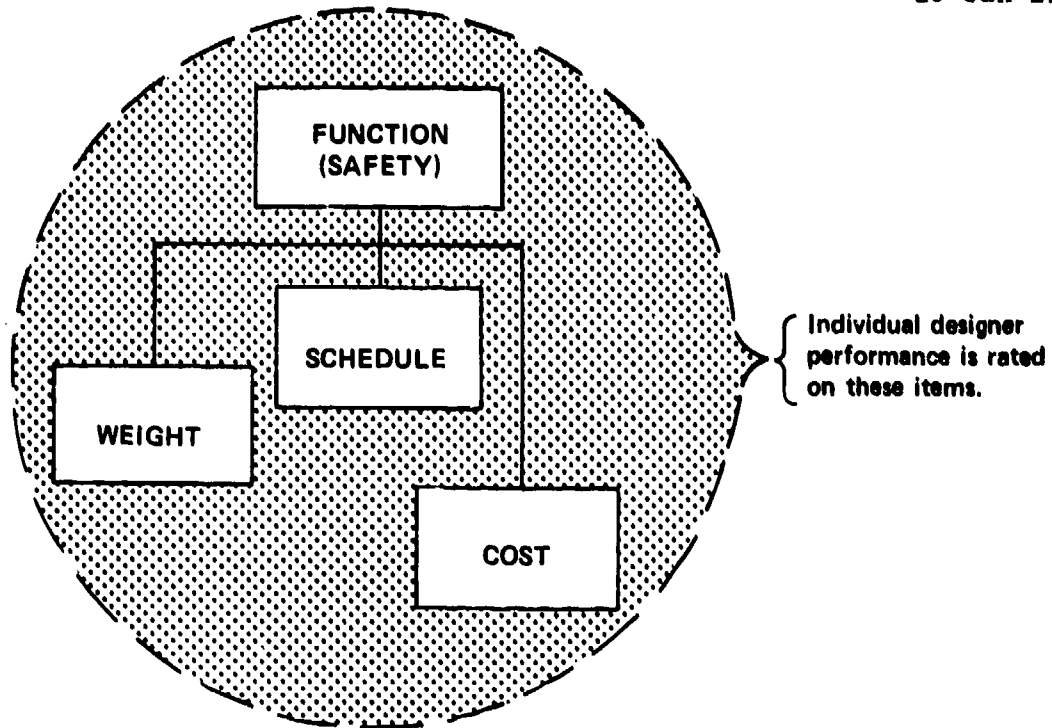 FUNCTION
(SAFETY)
SCHEDULE
WEIGHT
COST
Individual designer
performance is rated
on these items.